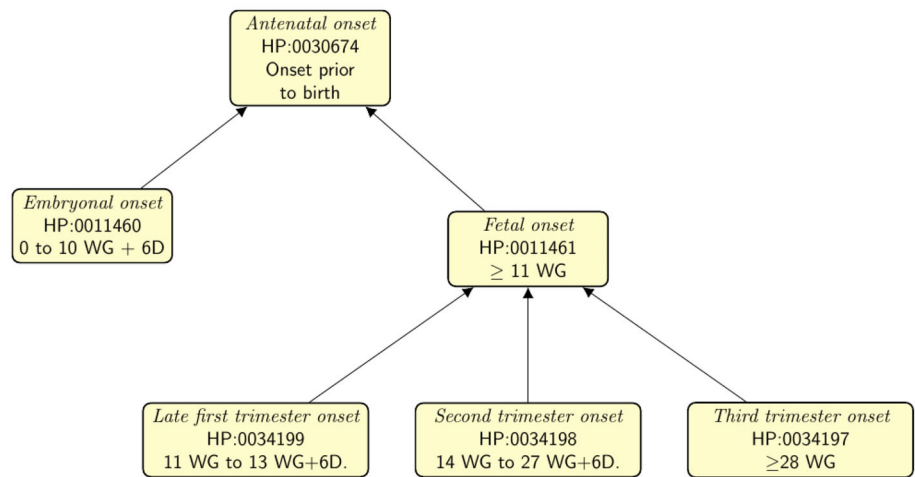 Antenatal onset
HP:0030674
Onset prior
to birth
Embryonal onset
HP:0011460
0 to 10 WG + 6D
Fetal onset
HP:0011461
≥ 11 WG
Late first trimester onset
HP:0034199
11 WG to 13 WG+6D.
Second trimester onset
HP:0034198
14 WG to 27 WG+6D.
Third trimester onset
HP:0034197
≥28 WG